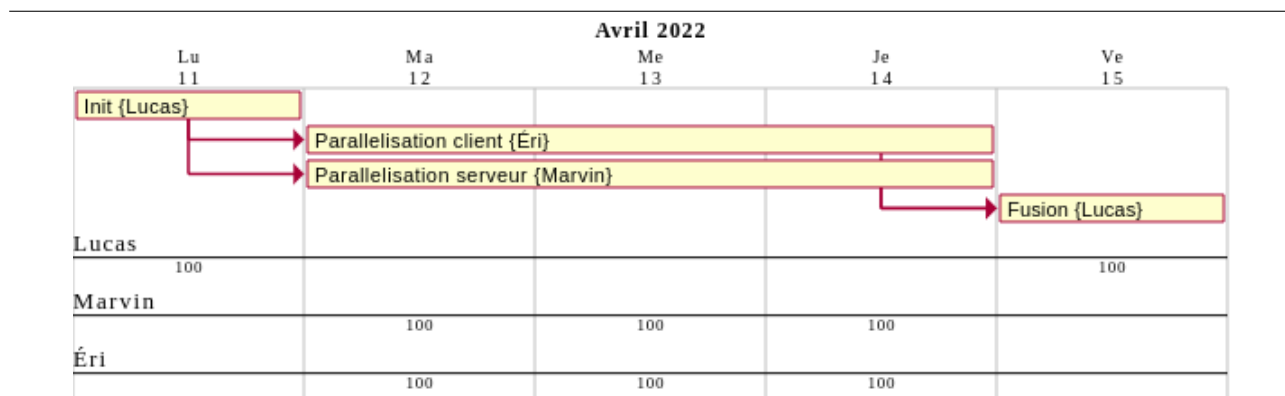 Avril 2022
Lu Ma Me Je Ve
11 12 13 14 15
Init {Lucas}
Parallelisation client {Éri}
Parallelisation serveur {Marvin}
Fusion {Lucas}
Lucas
100 100
Marvin
100 100 100
Éri
100 100 100